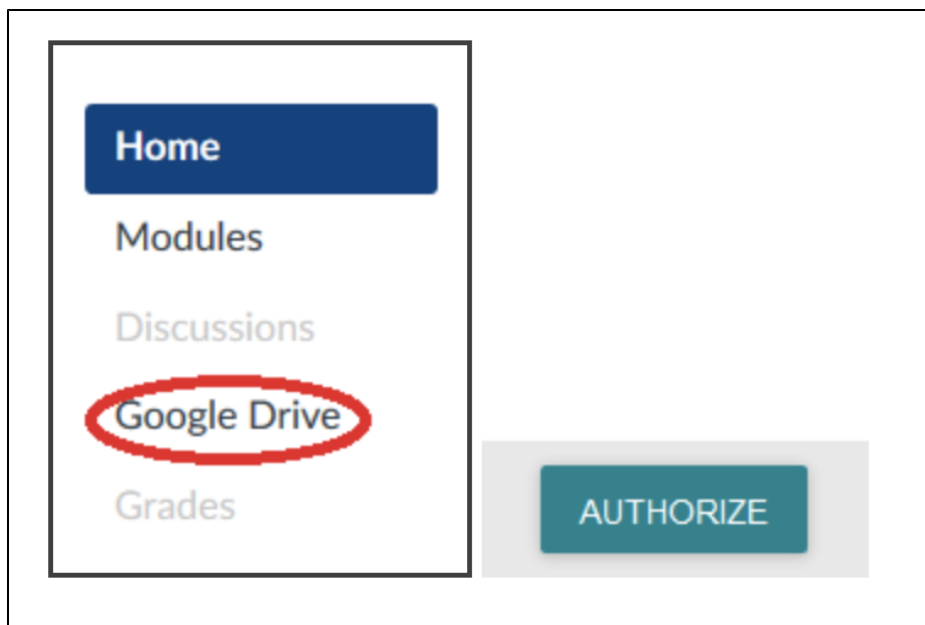 Home
Modules
Discussions
Google Drive
Grades
AUTHORIZE